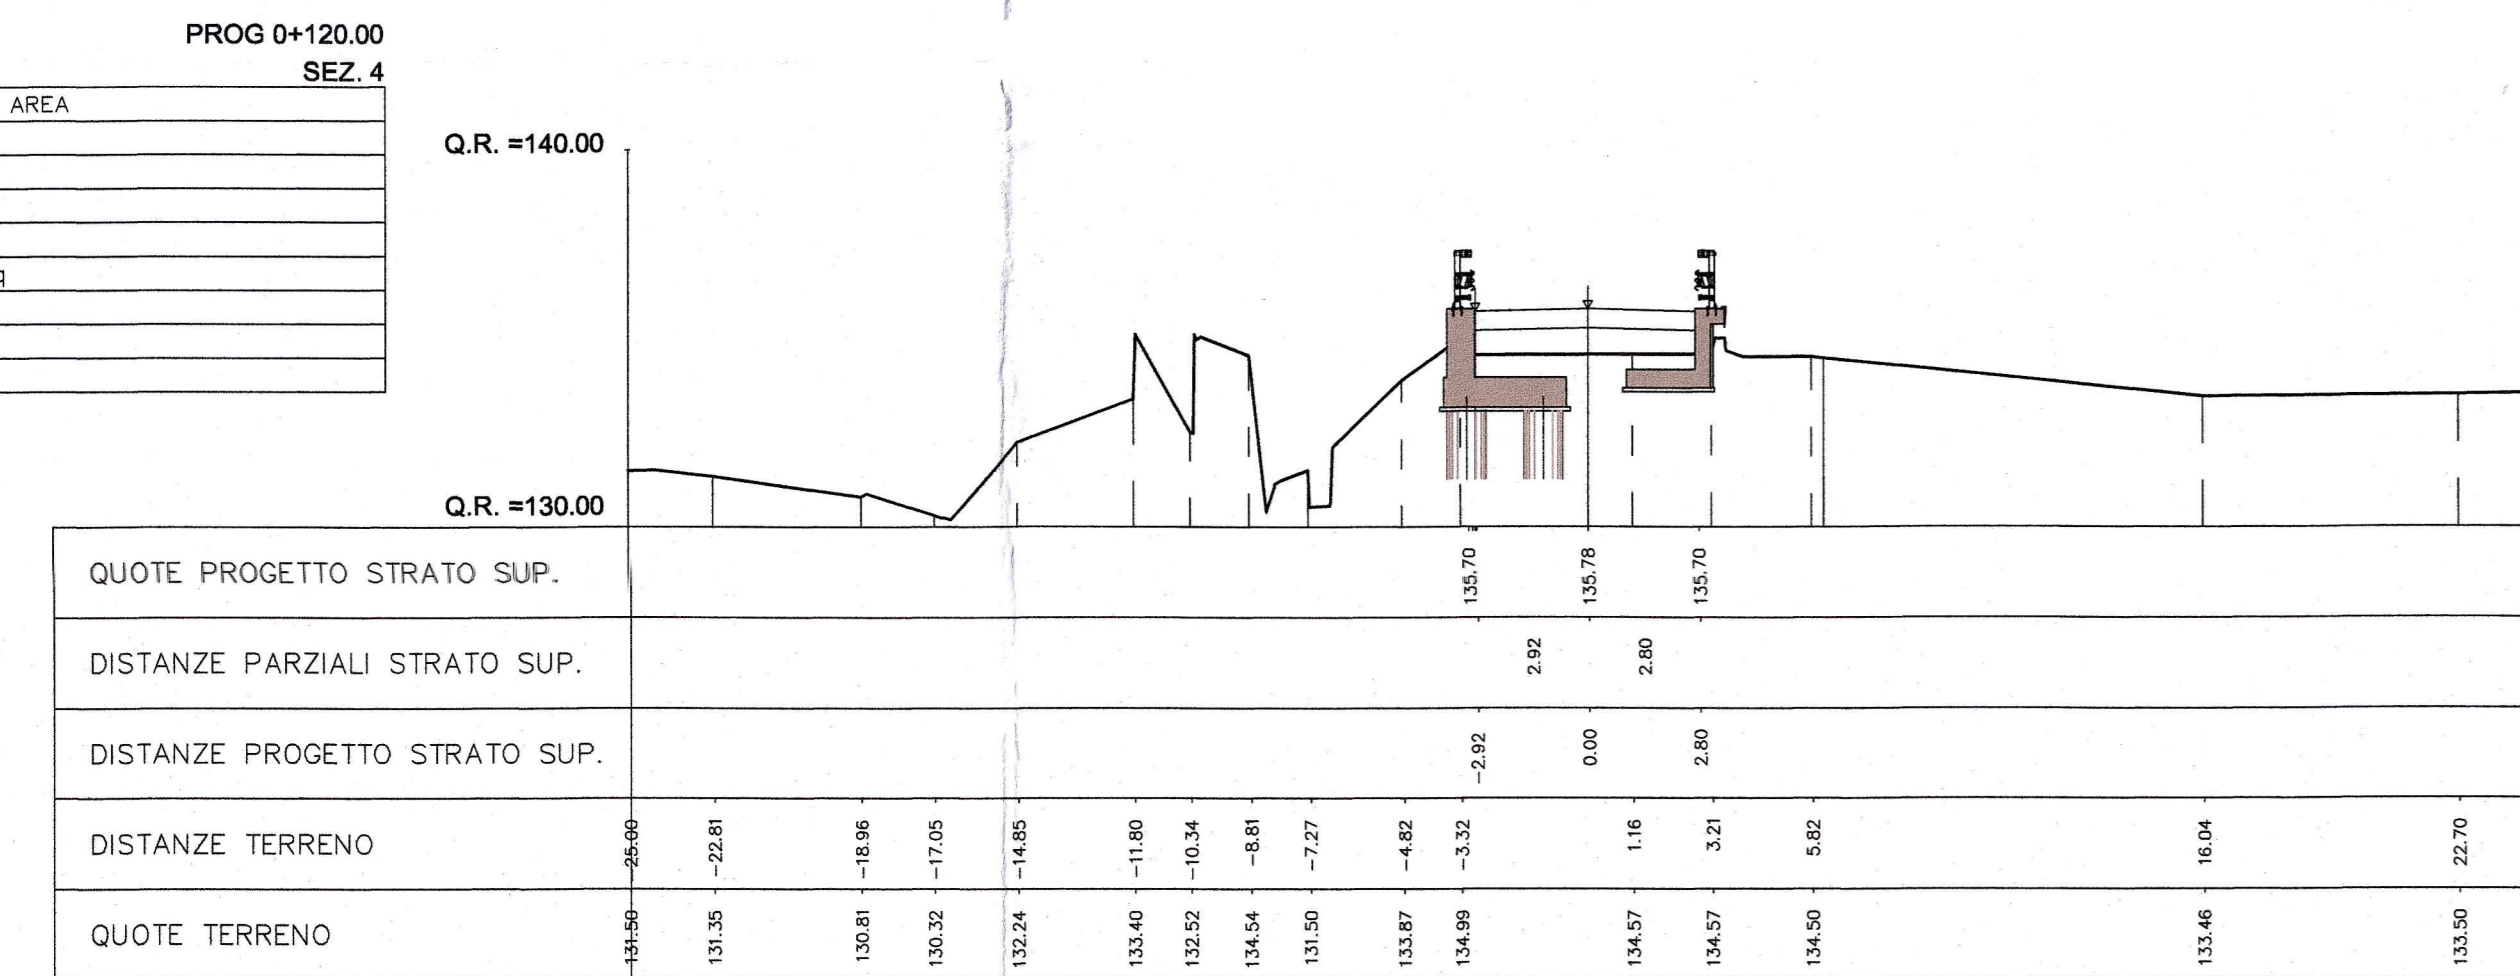 PROG 0+120.00
SEZ. 4
AREA
Q.R. =140.00
Q.R. =130.00
QUOTE PROGETTO STRATO SUP. 135.70 135.78 135.70
DISTANZE PARZIALI STRATO SUP. 2.92 2.80
DISTANZE PROGETTO STRATO SUP. -2.92 0.00 2.80
DISTANZE TERRENO -25.00 -22.81 -18.96 -17.05 -14.85 -11.80 -10.34 -8.81 -7.27 -4.82 -3.32 1.16 3.21 5.82 16.04 22.70
QUOTE TERRENO 131.50 131.35 130.81 130.32 132.24 133.40 132.52 134.54 131.50 133.87 134.99 134.57 134.57 134.50 133.46 133.50